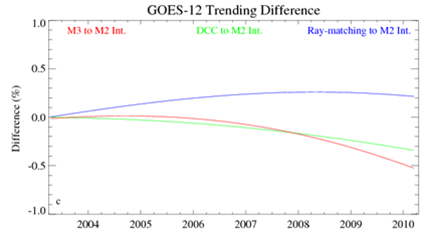 GOES-12 Trending Difference
M3 to M2 Int. DCC to M2 Int. Ray-matching to M2 Int.
Difference (%)
1.0
0.5
0.0
-0.5
-1.0
c
2004 2005 2006 2007 2008 2009 2010